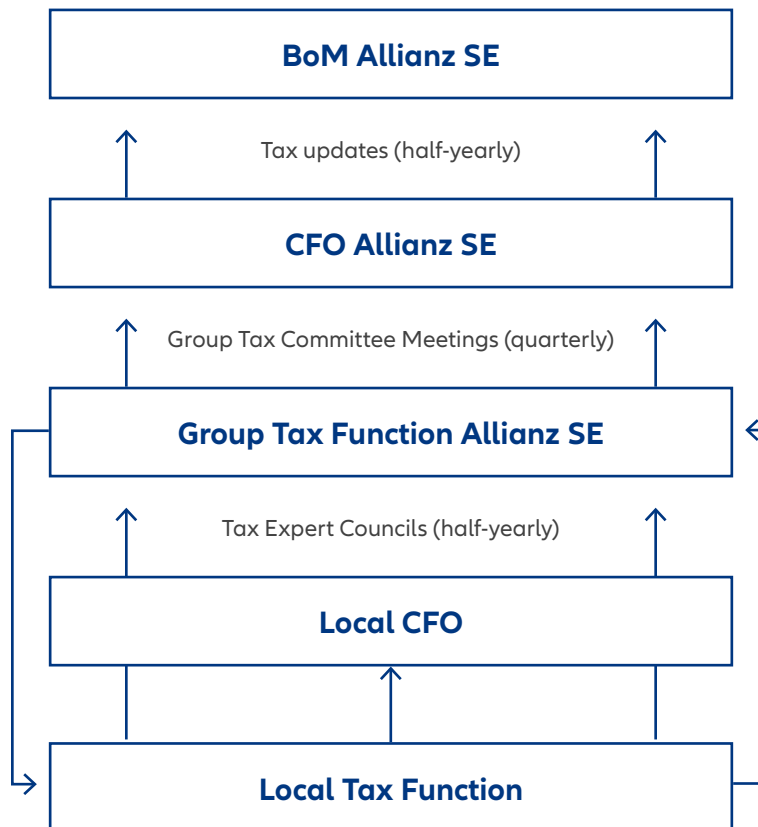 BoM Allianz SE
Tax updates (half-yearly)
CFO Allianz SE
Group Tax Committee Meetings (quarterly)
Group Tax Function Allianz SE
Tax Expert Councils (half-yearly)
Local CFO
Local Tax Function